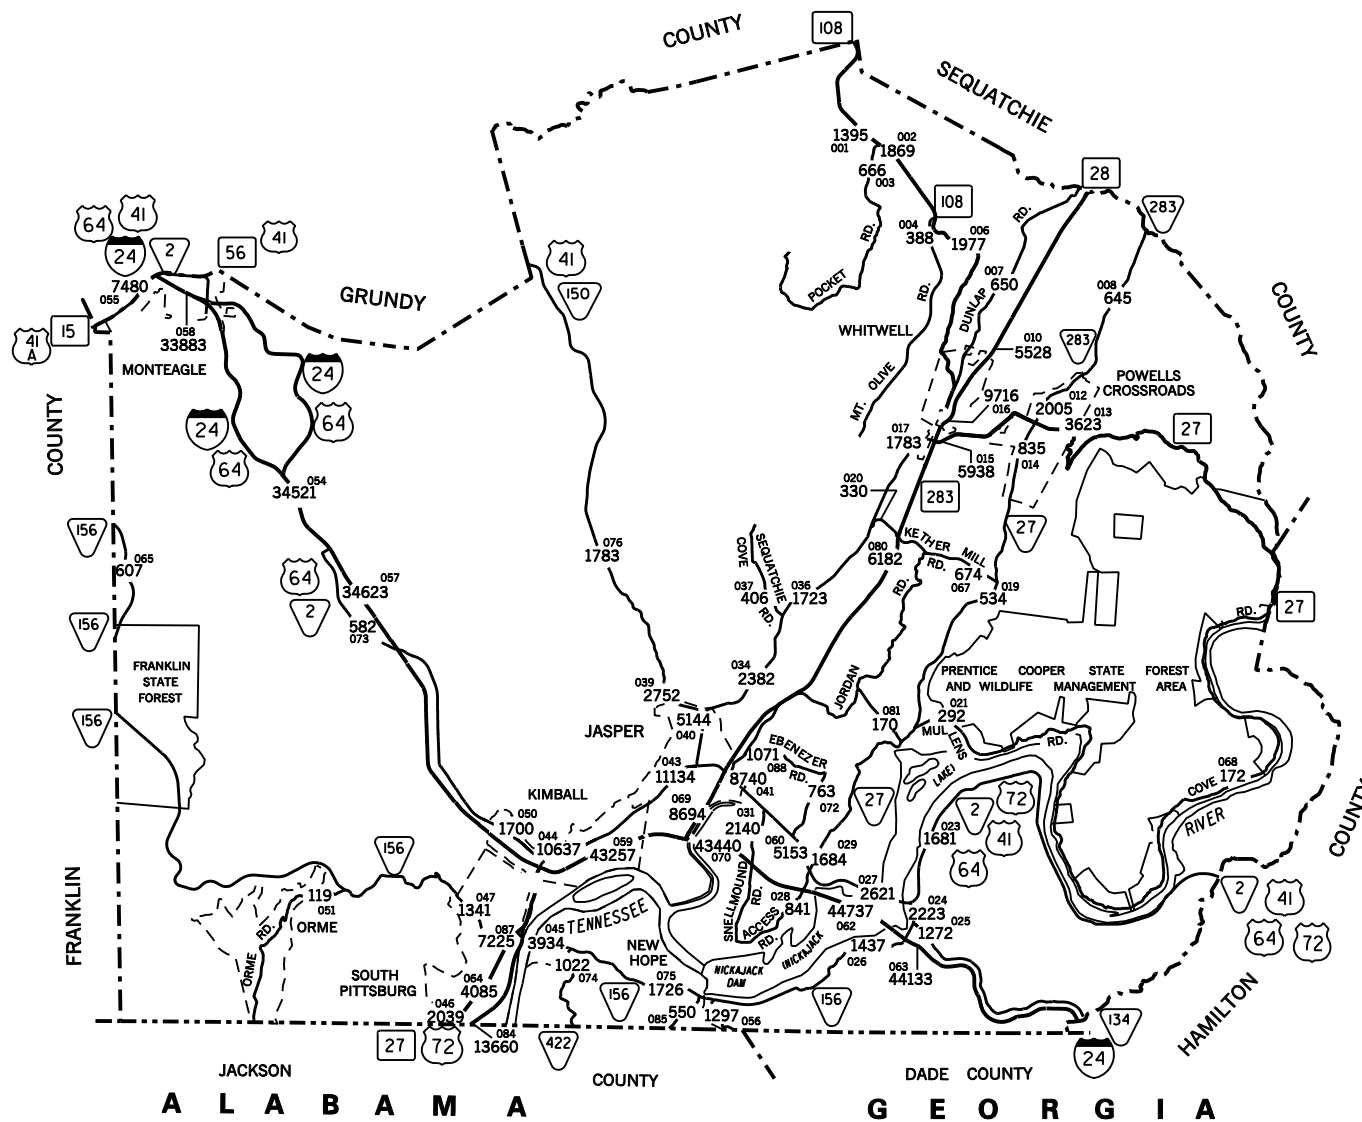 COUNTY
108
SEQUATCHIE
1395
001
002
1869
666
003
28
283
108
004
388
006
1977
RD.
RD.
41
64
41
2
56
24
7480
055
15
41
A
058
33883
MONTEAGLE
GRUNDY
41
150
POCKET
RD.
007
650
DUNLAP
008
645
COUNTY
WHITWELL
010
5528
283
24
MT. OLIVE
POWELLS
CROSSROADS
9716
016
2005
012
013
3623
24
64
64
COUNTY
017
1783
835
014
015
5938
27
34521
054
020
330
283
27
156
065
607
076
1783
SEQUATCHIE
COVE
RD.
KETHER
MILL
RD.
080
6182
674
067
019
534
64
2
057
34623
582
073
037
406
036
1723
RD.
RD.
27
156
FRANKLIN
STATE
FOREST
034
2382
039
2752
PRENTICE COOPER STATE FOREST
AND WILDLIFE MANAGEMENT AREA
JORDAN
156
JASPER
5144
040
081
170
021
292
MULLENS
RD.
EBENEZER
RD.
1071
088
LAKE)
043
11134
8740
041
763
072
068
172
COVE
RIVER
COUNTY
KIMBALL
069
8694
27
2
72
41
64
050
1700
044
10637
059
43257
031
2140
43440
070
060
5153
029
1684
023
1681
156
027
2621
024
2223
025
1272
2
41
64
72
119
051
ORME
ORME
RD.
047
1341
087
7225
045
3934
TENNESSEE
SNELLMOUND
RD.
ACCESS
RD.
028
841
44737
062
(NICKAJACK
FRANKLIN
NEW
HOPE
NICKAJACK
DAM
1437
026
063
44133
SOUTH
PITTSBURG
064
4085
1022
074
075
1726
156
156
046
2039
085
550
1297
056
HAMILTON
27
72
084
13660
422
134
24
JACKSON
COUNTY
DADE COUNTY
ALABAMA
GEORGIA